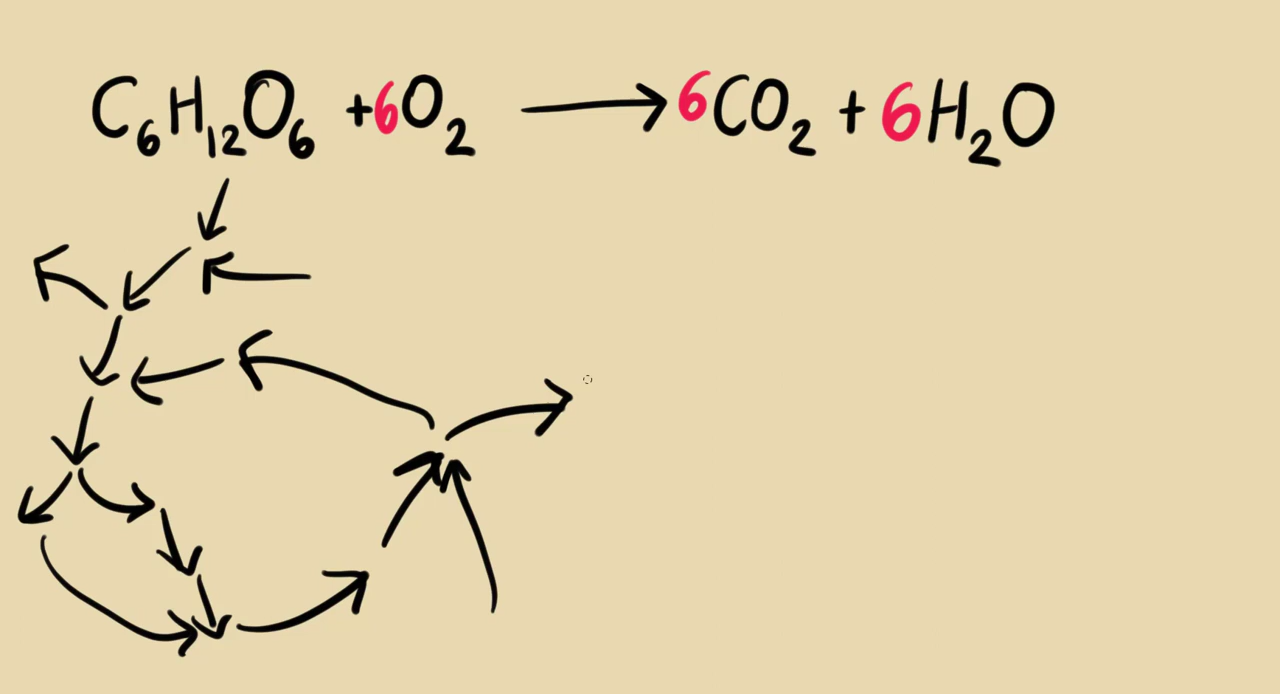 C₆H₁₂O₆ + 6O₂ → 6CO₂ + 6H₂O